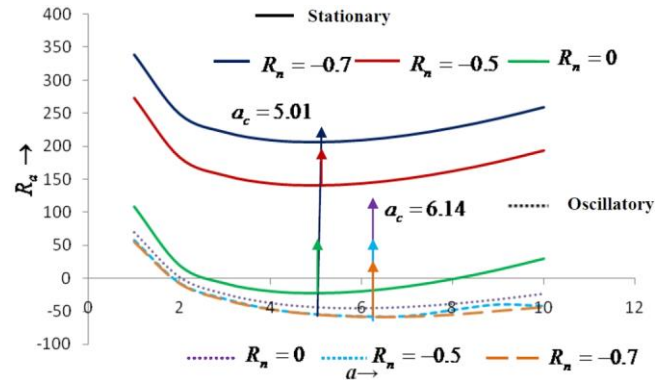 400
Stationary
350
R_n = −0.7
R_n = −0.5
R_n = 0
300
a_c = 5.01
250
200
R_a →
150
a_c = 6.14
100
Oscillatory
50
0
0 2 4 6 8 10 12
-50
-100
R_n = 0
R_n = −0.5
R_n = −0.7
a→